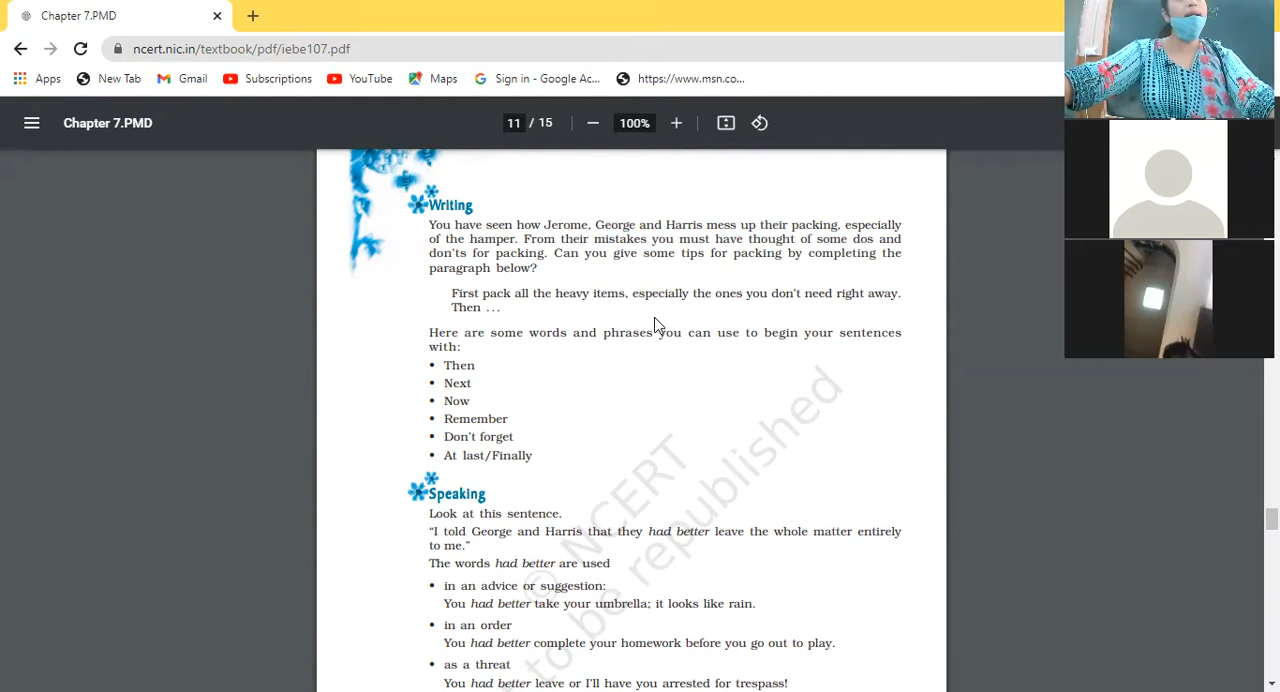 Chapter 7.PMD
ncert.nic.in/textbook/pdf/iebe107.pdf
Apps New Tab Gmail Subscriptions YouTube Maps Sign in - Google Ac... https://www.msn.co...
Chapter 7.PMD 11 / 15 100%
Writing
You have seen how Jerome, George and Harris mess up their packing, especially
of the hamper. From their mistakes you must have thought of some dos and
don'ts for packing. Can you give some tips for packing by completing the
paragraph below?
First pack all the heavy items, especially the ones you don't need right away.
Then ...
Here are some words and phrases you can use to begin your sentences
with:
• Then
• Next
• Now
• Remember
• Don't forget
• At last/Finally
Speaking
Look at this sentence.
"I told George and Harris that they had better leave the whole matter entirely
to me."
The words had better are used
• in an advice or suggestion:
You had better take your umbrella; it looks like rain.
• in an order
You had better complete your homework before you go out to play.
• as a threat
You had better leave or I'll have you arrested for trespass!
© NCERT
to be republished